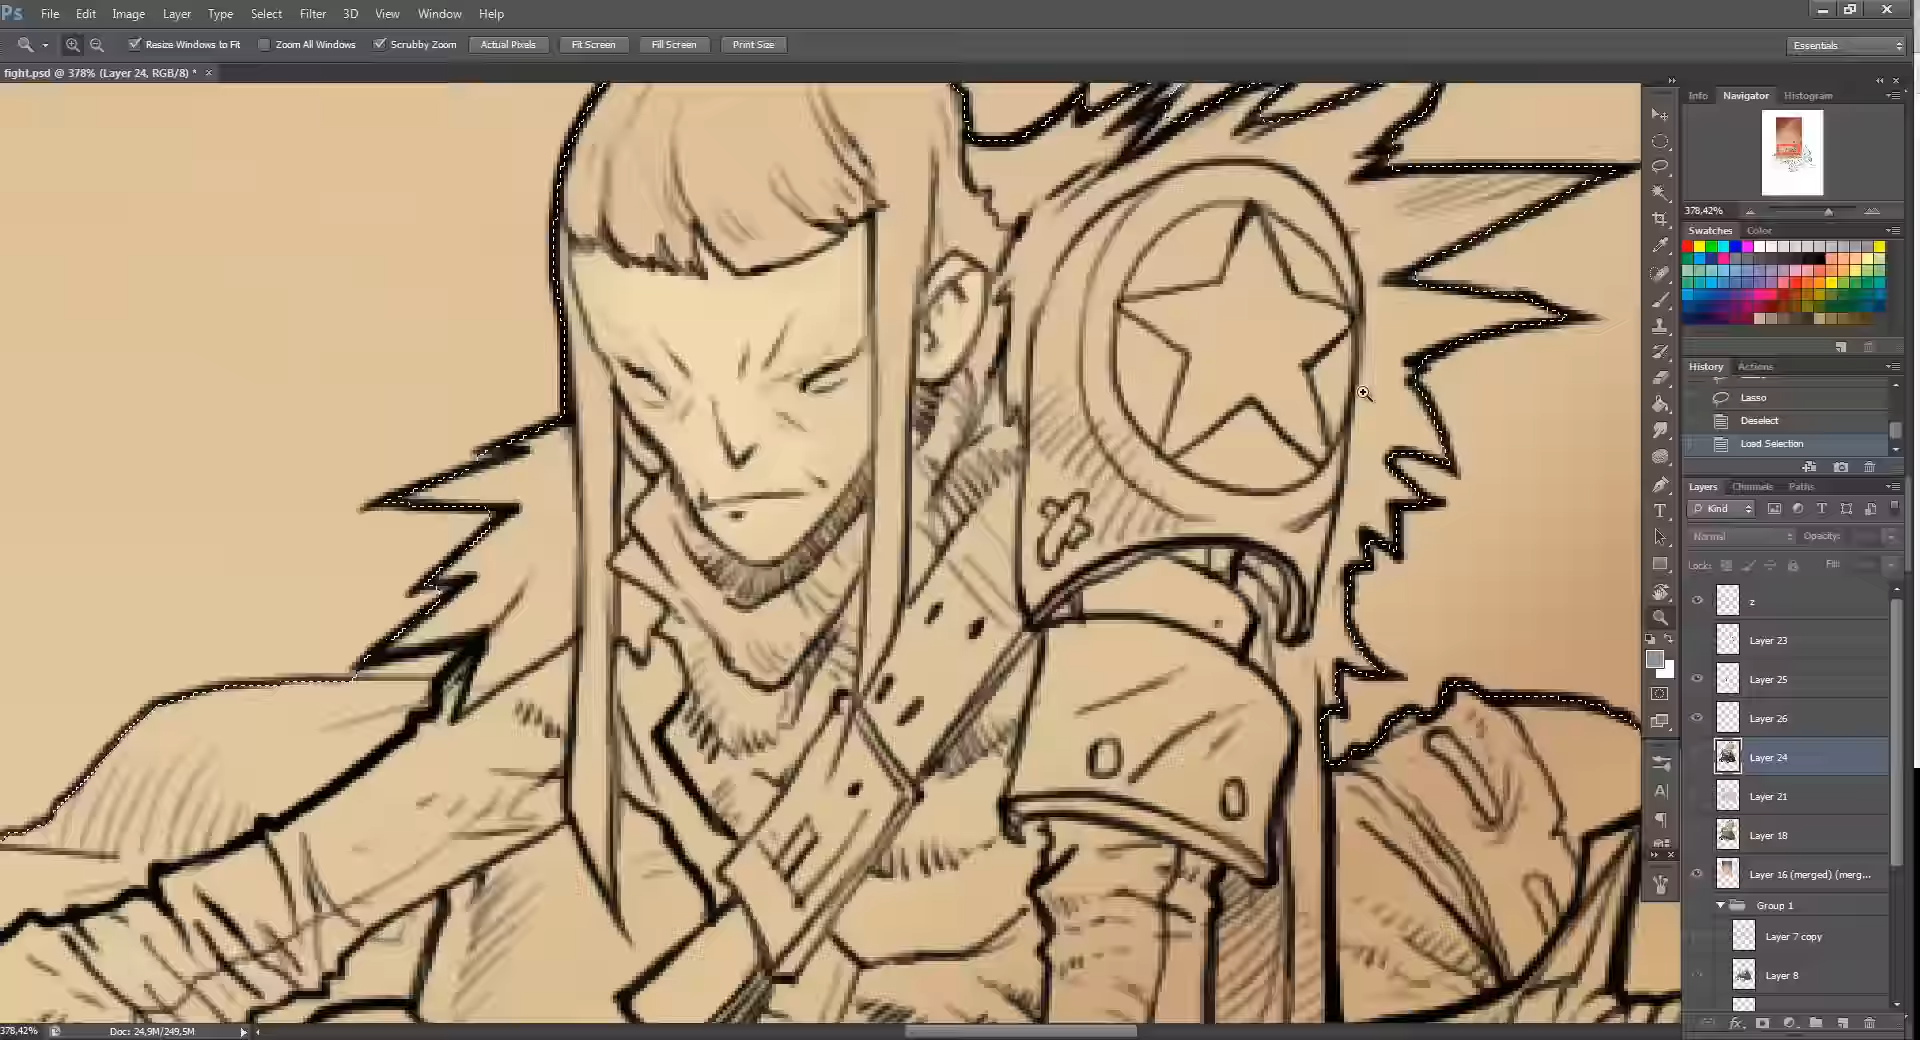 Ps File Edit Image Layer Type Select Filter 3D View Window Help
Resize Windows to Fit Zoom All Windows Scrubby Zoom Actual Pixels Fit Screen Fill Screen Print Size Essentials
fight.psd @ 378% (Layer 24, RGB/8) * ×
Info Navigator Histogram
378,42%
Swatches Color
History Actions
Lasso
Deselect
Load Selection
Layers Channels Paths
Kind
Normal Opacity:
Lock: Fill:
z
Layer 23
Layer 25
Layer 26
Layer 24
Layer 21
Layer 18
Layer 16 (merged) (merg...
Group 1
Layer 7 copy
Layer 8
378,42% Doc: 24,9M/249,5M